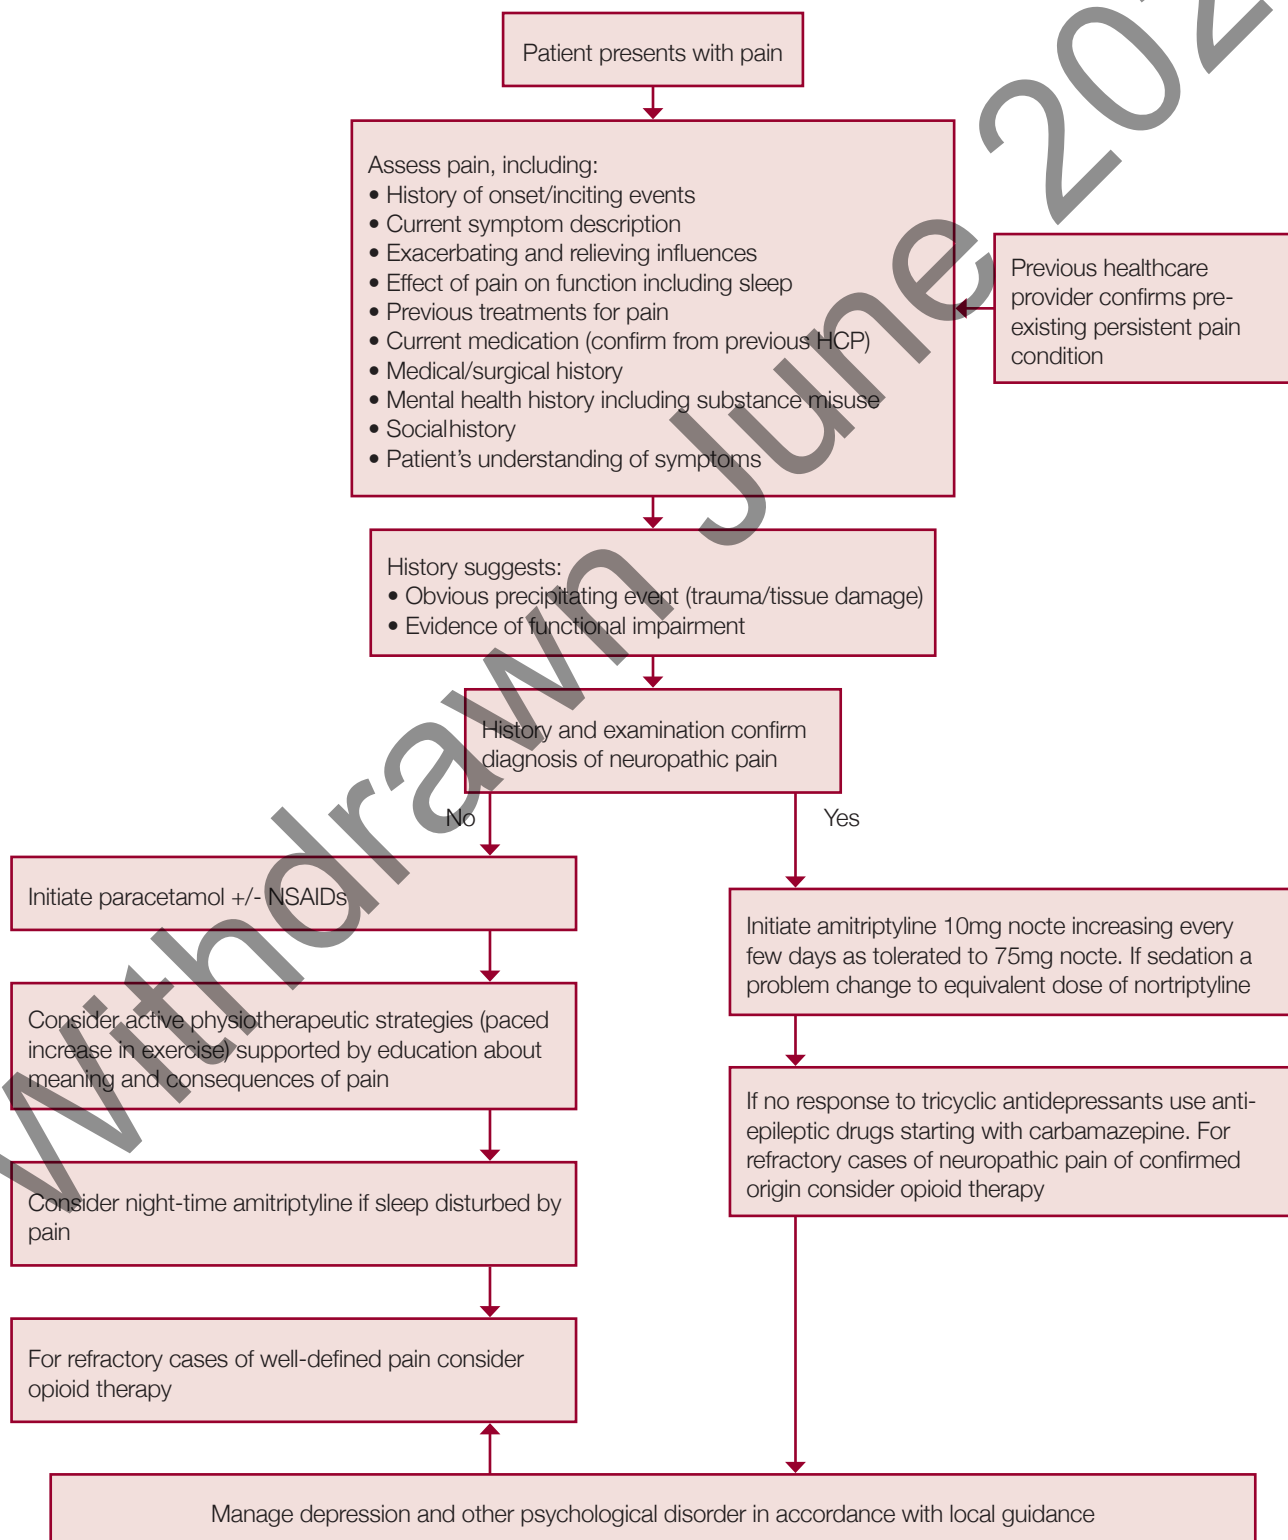 Patient presents with pain
Assess pain, including:
• History of onset/inciting events
• Current symptom description
• Exacerbating and relieving influences
• Effect of pain on function including sleep
• Previous treatments for pain
• Current medication (confirm from previous HCP)
• Medical/surgical history
• Mental health history including substance misuse
• Socialhistory
• Patient’s understanding of symptoms
Previous healthcare
provider confirms pre-
existing persistent pain
condition
History suggests:
• Obvious precipitating event (trauma/tissue damage)
• Evidence of functional impairment
History and examination confirm
diagnosis of neuropathic pain
No
Yes
Initiate paracetamol +/- NSAIDs
Consider active physiotherapeutic strategies (paced
increase in exercise) supported by education about
meaning and consequences of pain
Consider night-time amitriptyline if sleep disturbed by
pain
For refractory cases of well-defined pain consider
opioid therapy
Initiate amitriptyline 10mg nocte increasing every
few days as tolerated to 75mg nocte. If sedation a
problem change to equivalent dose of nortriptyline
If no response to tricyclic antidepressants use anti-
epileptic drugs starting with carbamazepine. For
refractory cases of neuropathic pain of confirmed
origin consider opioid therapy
Manage depression and other psychological disorder in accordance with local guidance
Withdrawn June